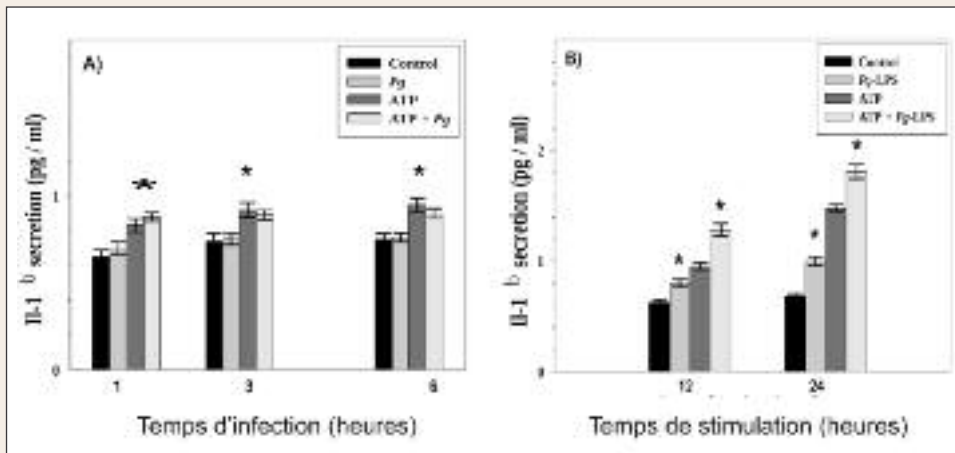 A)
Control
Pg
ATP
ATP + Pg
Il-1 b secretion (pg / ml)
1
0
1
3
6
Temps d'infection (heures)
B)
Control
Pg-LPS
ATP
ATP + Pg-LPS
Il-1 b secretion (pg / ml)
2
1
0
12
24
Temps de stimulation (heures)